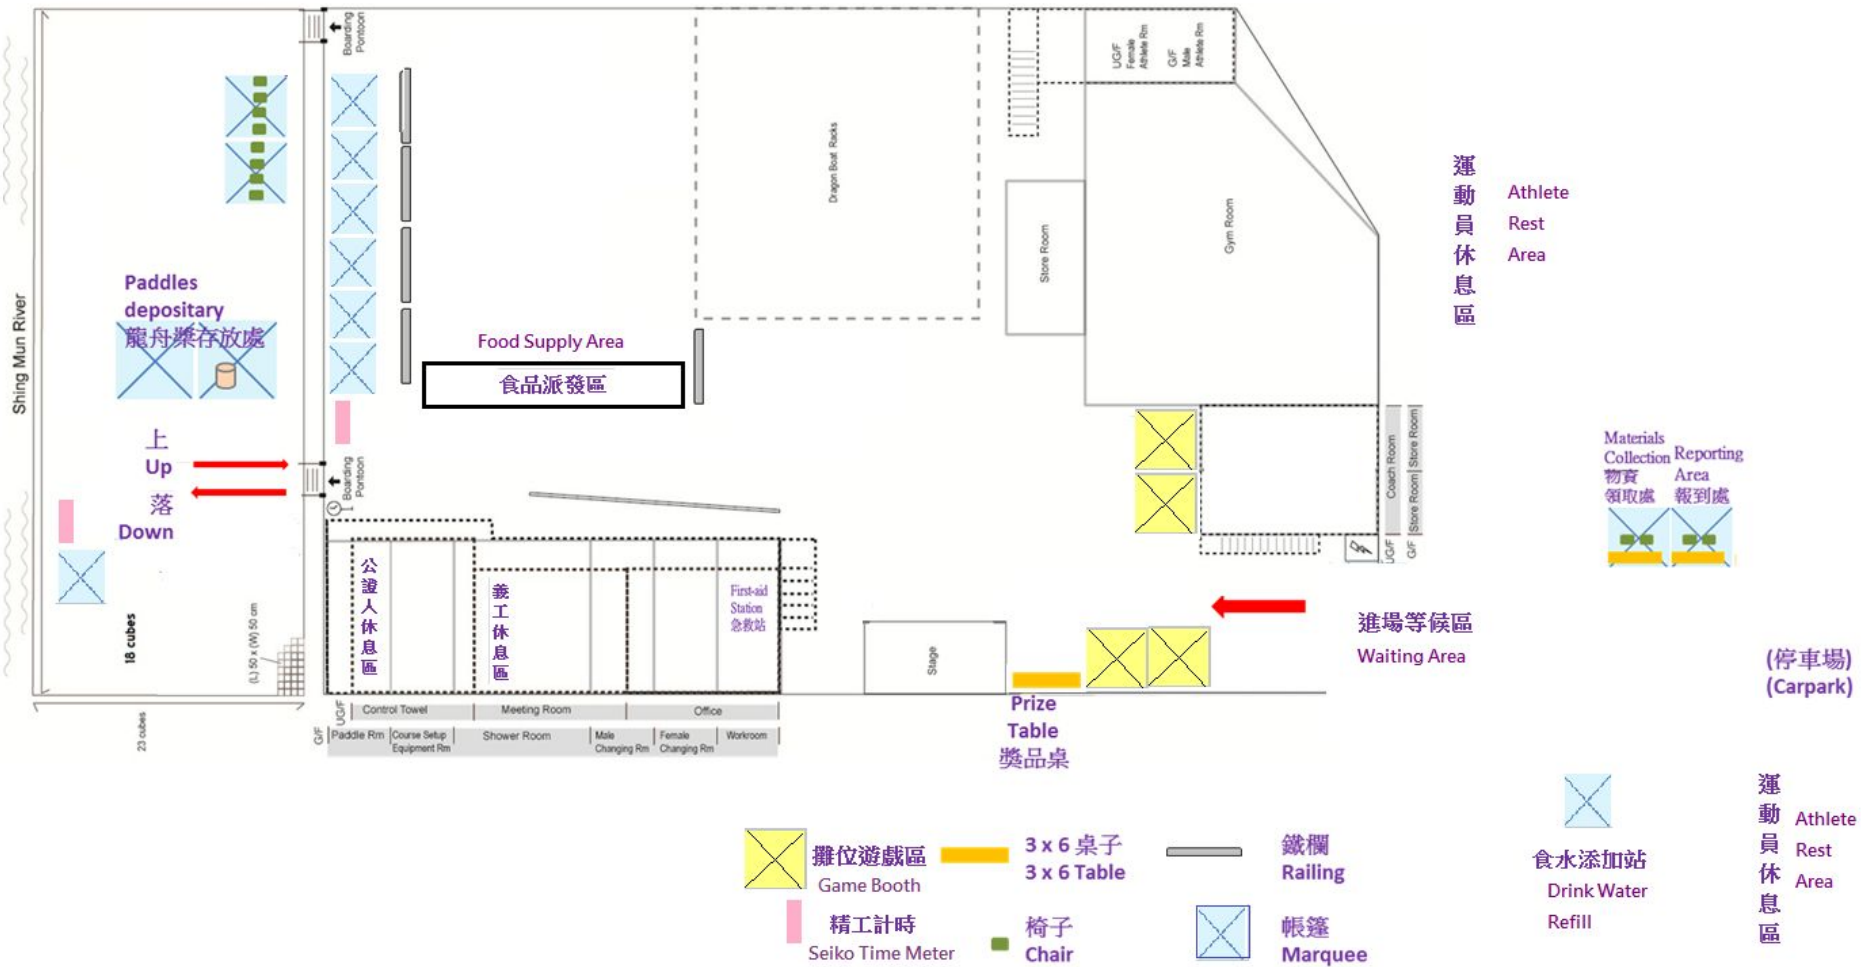 Boarding
Pontoon
UG/F
Female
Athlete Rm
G/F
Male
Athlete Rm
Dragon Boat Racks
Store Room
Gym Room
運動員休息區
Athlete
Rest
Area
Shing Mun River
Paddles
depositary
龍舟槳存放處
Food Supply Area
食品派發區
上
Up
落
Down
Boarding
Pontoon
Coach Room
Store Room
Store Room
UG/F
G/F
Materials
Collection
物資
領取處
Reporting
Area
報到處
公證人休息區
義工休息區
First-aid
Station
急救站
18 cubes
(L) 50 x (W) 50 cm
Stage
進場等候區
Waiting Area
(停車場)
(Carpark)
Prize
Table
獎品桌
23 cubes
G/F
UG/F
Control Towel
Meeting Room
Office
Paddle Rm
Course Setup
Equipment Rm
Shower Room
Male
Changing Rm
Female
Changing Rm
Workroom
攤位遊戲區
Game Booth
3 x 6 桌子
3 x 6 Table
鐵欄
Railing
精工計時
Seiko Time Meter
椅子
Chair
帳篷
Marquee
食水添加站
Drink Water
Refill
運動員休息區
Athlete
Rest
Area